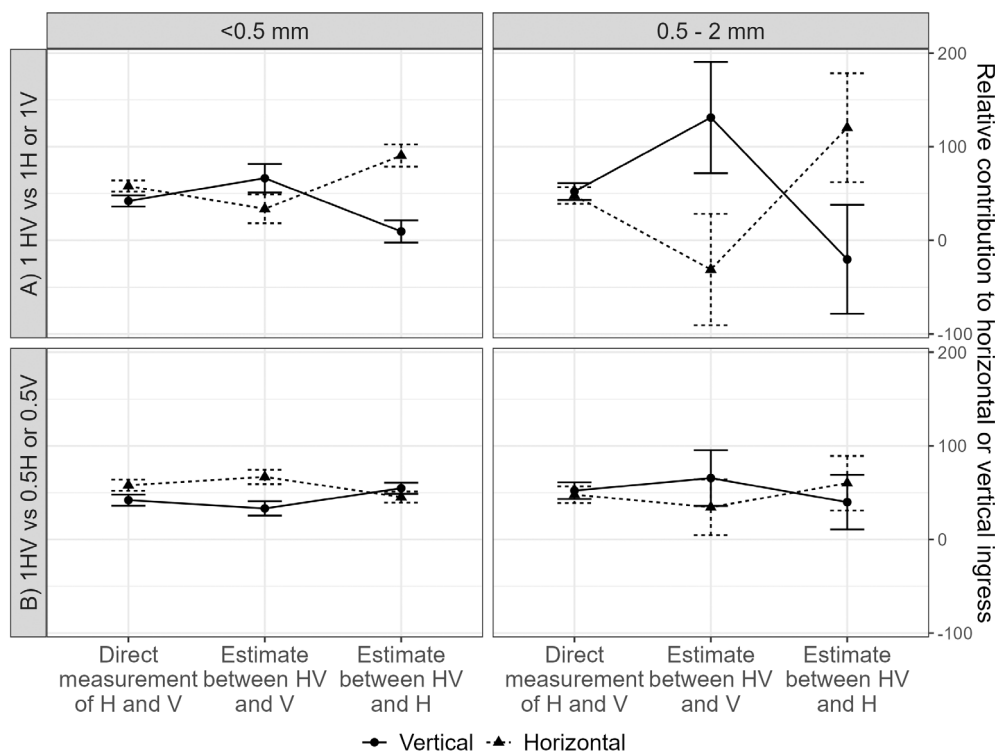 <0.5 mm
0.5 - 2 mm
A) 1 HV vs 1H or 1V
200
100
0
-100
B) 1HV vs 0.5H or 0.5V
200
100
0
-100
Relative contribution to horizontal or vertical ingress
Direct
measurement
of H and V
Estimate
between HV
and V
Estimate
between HV
and H
Direct
measurement
of H and V
Estimate
between HV
and V
Estimate
between HV
and H
Vertical
Horizontal